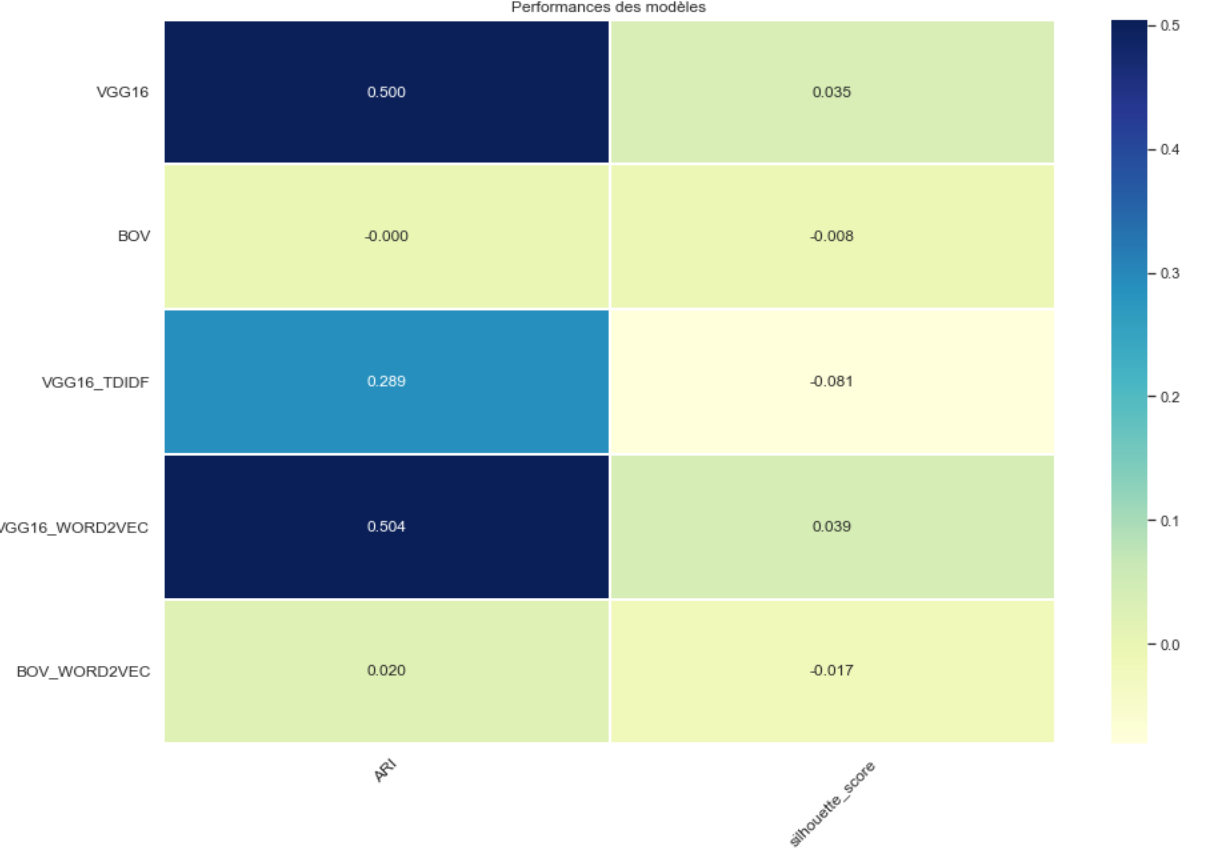 Performances des modèles
VGG16 0.500 0.035
BOV -0.000 -0.008
VGG16_TDIDF 0.289 -0.081
VGG16_WORD2VEC 0.504 0.039
BOV_WORD2VEC 0.020 -0.017
ARI silhouette_score
0.5
0.4
0.3
0.2
0.1
0.0